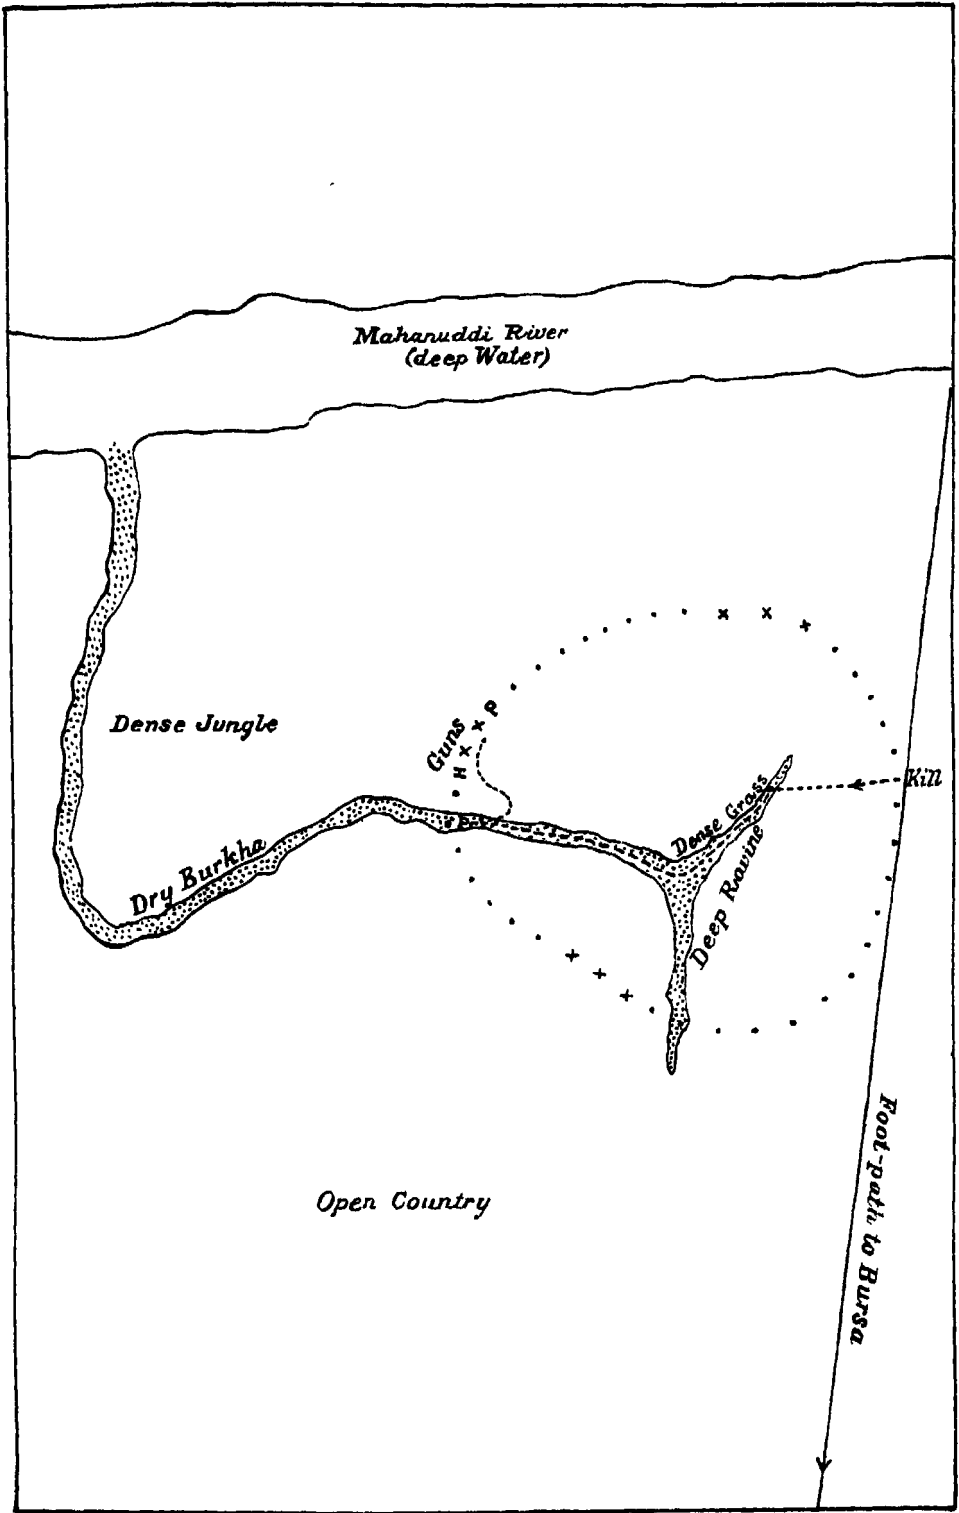 Mahanuddi River
(deep Water)
Dense Jungle
Guns
P
H
Kill
Dense Grass
Dry Burkha
Deep Ravine
Open Country
Foot-path to Bursa